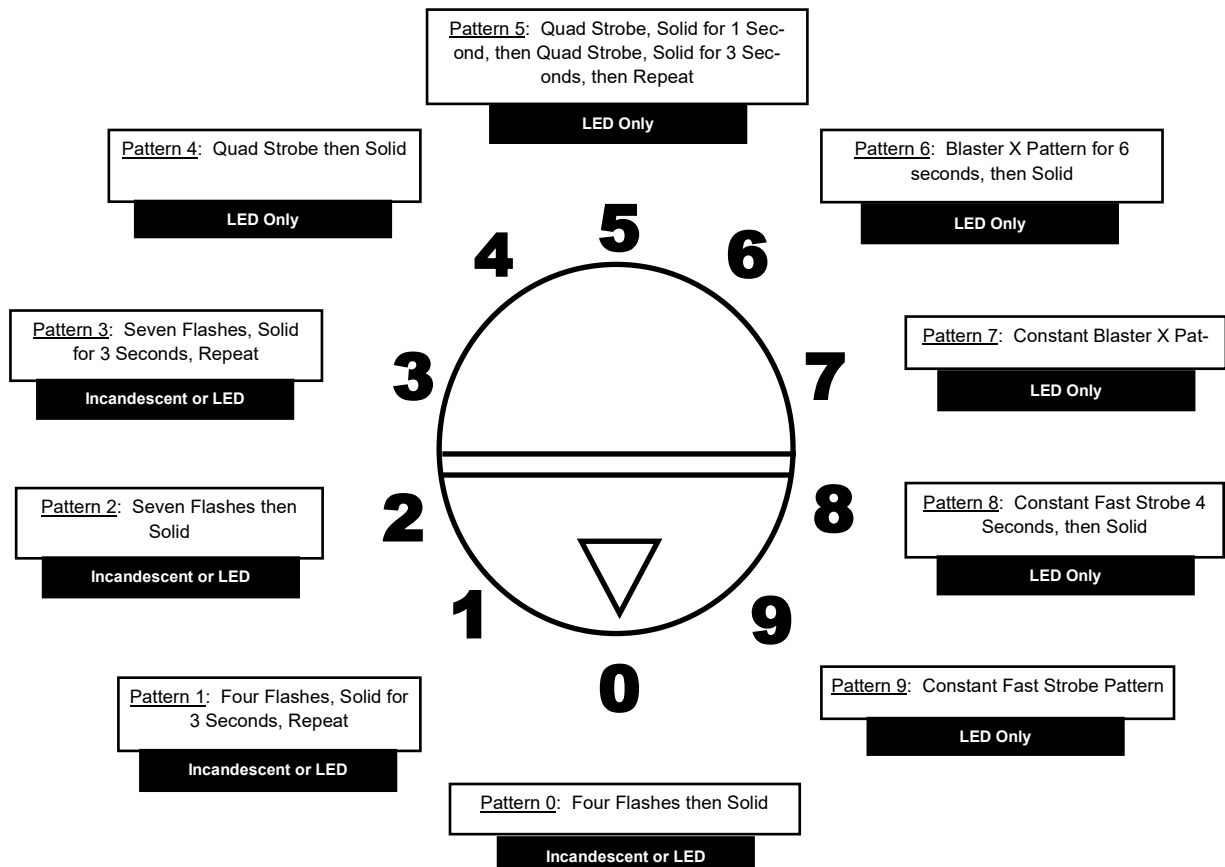 Pattern 5: Quad Strobe, Solid for 1 Sec-
ond, then Quad Strobe, Solid for 3 Sec-
onds, then Repeat
LED Only
Pattern 4: Quad Strobe then Solid
LED Only
Pattern 6: Blaster X Pattern for 6
seconds, then Solid
LED Only
5
4
6
Pattern 3: Seven Flashes, Solid
for 3 Seconds, Repeat
Incandescent or LED
3
7
Pattern 7: Constant Blaster X Pat-
LED Only
Pattern 2: Seven Flashes then
Solid
Incandescent or LED
2
8
Pattern 8: Constant Fast Strobe 4
Seconds, then Solid
LED Only
1
9
0
Pattern 1: Four Flashes, Solid for
3 Seconds, Repeat
Incandescent or LED
Pattern 9: Constant Fast Strobe Pattern
LED Only
Pattern 0: Four Flashes then Solid
Incandescent or LED